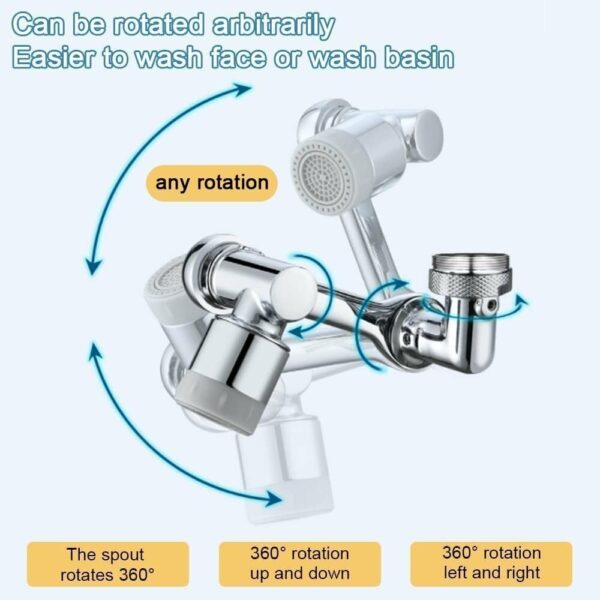 Can be rotated arbitrarily
Easier to wash face or wash basin
any rotation
The spout
rotates 360°
360° rotation
up and down
360° rotation
left and right